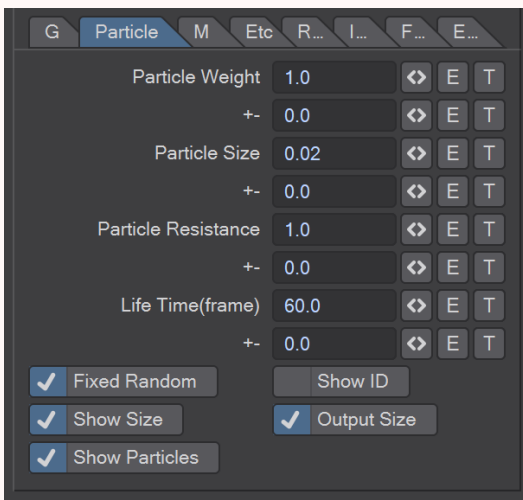 G Particle M Etc R... I... F... E...
Particle Weight 1.0 E T
+- 0.0 E T
Particle Size 0.02 E T
+- 0.0 E T
Particle Resistance 1.0 E T
+- 0.0 E T
Life Time(frame) 60.0 E T
+- 0.0 E T
Fixed Random Show ID
Show Size Output Size
Show Particles